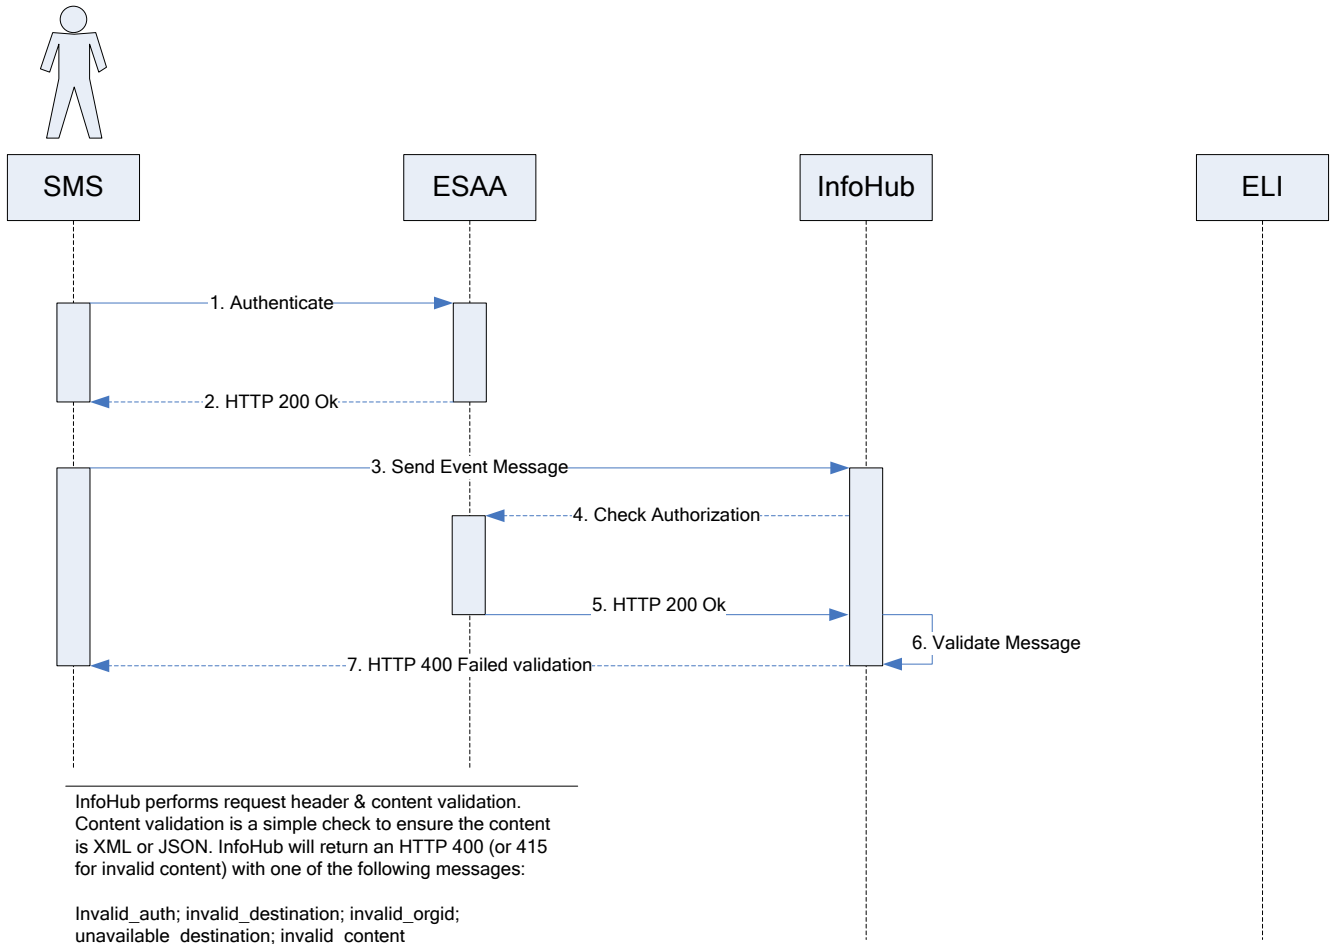 SMS
ESAA
InfoHub
ELI
1. Authenticate
2. HTTP 200 Ok
3. Send Event Message
4. Check Authorization
5. HTTP 200 Ok
6. Validate Message
7. HTTP 400 Failed validation
InfoHub performs request header & content validation.
Content validation is a simple check to ensure the content
is XML or JSON. InfoHub will return an HTTP 400 (or 415
for invalid content) with one of the following messages:
Invalid_auth; invalid_destination; invalid_orgid;
unavailable_destination; invalid_content